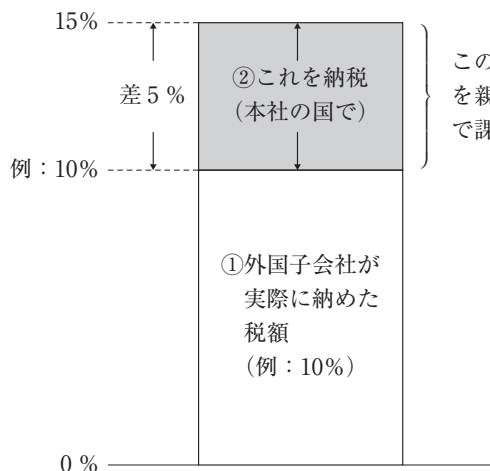 15%
差5%
②これを納税
(本社の国で)
この
を親
で課
例：10%
①外国子会社が
実際に納めた
税額
(例：10%)
0%